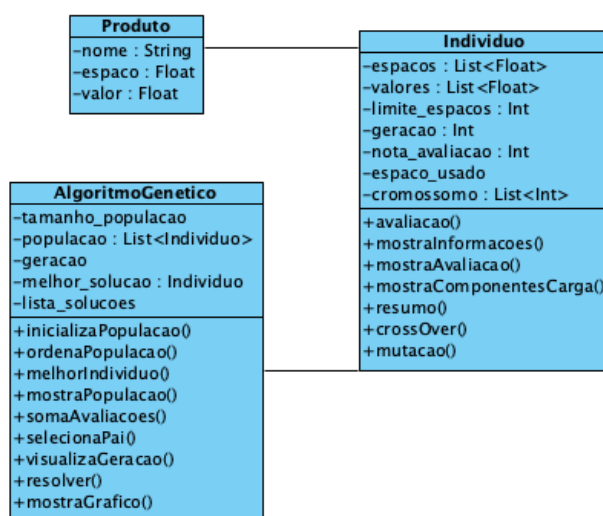 Produto
-nome : String
-espaco : Float
-valor : Float
Individuo
-espacos : List<Float>
-valores : List<Float>
-limite_espacos : Int
-geracao : Int
-nota_avaliacao : Int
-espaco_usado
-cromossomo : List<Int>
+avaliacao()
+mostraInformacoes()
+mostraAvaliacao()
+mostraComponentesCarga()
+resumo()
+crossOver()
+mutacao()
AlgoritmoGenetico
-tamanho_populacao
-populacao : List<Individuo>
-geracao
-melhor_solucao : Individuo
-lista_solucoes
+inicializaPopulacao()
+ordenaPopulacao()
+melhorIndividuo()
+mostraPopulacao()
+somaAvaliacoes()
+selecionaPai()
+visualizaGeracao()
+resolver()
+mostraGrafico()